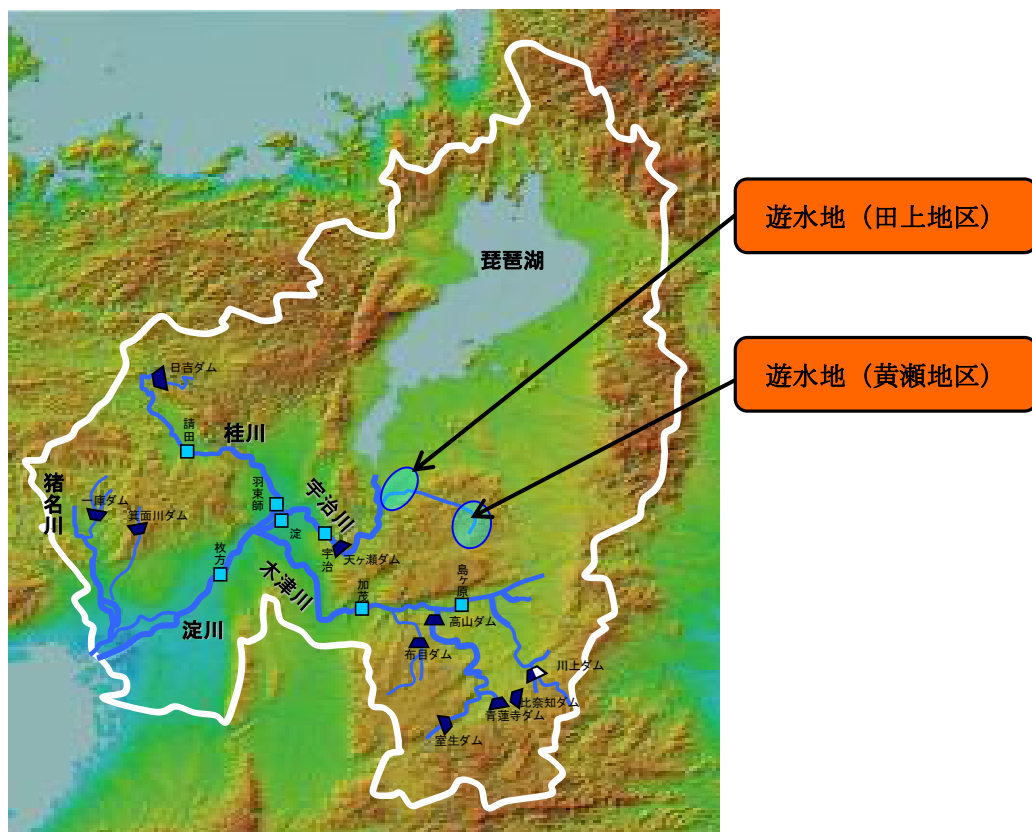 遊水地（田上地区）
琵琶湖
遊水地（黄瀬地区）
日吉ダム
請田
桂川
猪名川
一庫ダム
箕面川ダム
羽束師
宇治川
淀
宇治
天ヶ瀬ダム
枚方
木津川
加茂
島ヶ原
淀川
高山ダム
布目ダム
川上ダム
比奈知ダム
青蓮寺ダム
室生ダム